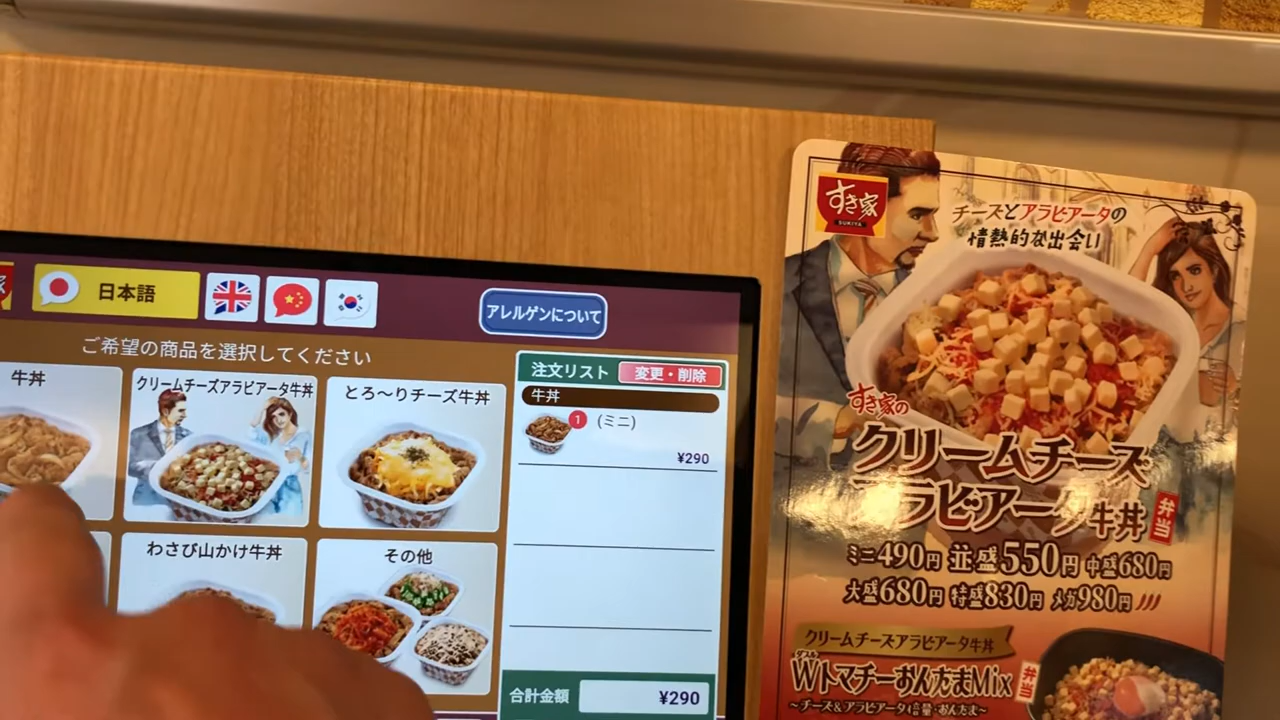 日本語
アレルゲンについて
ご希望の商品を選択してください
牛丼
クリームチーズアラビアータ牛丼
とろ〜りチーズ牛丼
わさび山かけ牛丼
その他
注文リスト
変更・削除
牛丼
1
(ミニ)
¥290
合計金額
¥290
すき家
SUKIYA
チーズとアラビアータの
情熱的な出会い
すき家の
クリームチーズ
アラビアータ牛丼
弁当
ミニ490円 並盛550円 中盛680円
大盛680円 特盛830円 メガ980円
クリームチーズアラビアータ牛丼
ダブル
WトマチーおんたまMix
弁当
〜チーズ&アラビアータ倍量・おんたま〜